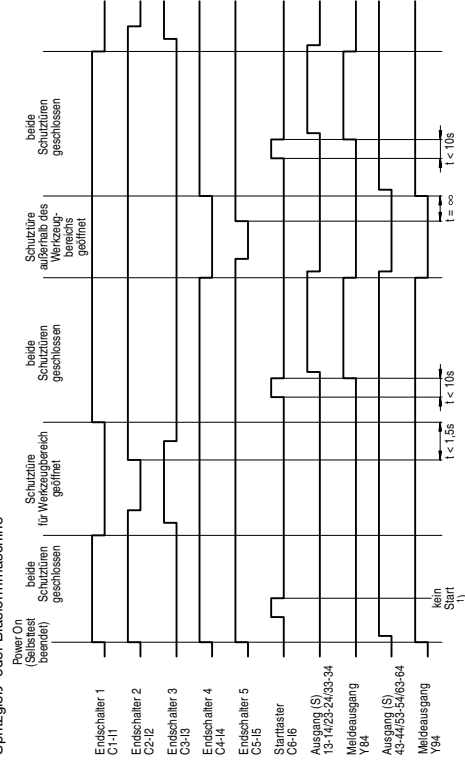 Spritzgieß- oder Blasformmaschine
Power On
(Selbsttest
beendet)
beide
Schutztüren
geschlossen
Schutztüre
für Werkzeugbereich
geöffnet
beide
Schutztüren
geschlossen
Schutztüre
außerhalb des
Werkzeug-
bereichs
geöffnet
beide
Schutztüren
geschlossen
Endschalter 1
C1-I1
Endschalter 2
C2-I2
Endschalter 3
C3-I3
Endschalter 4
C4-I4
Endschalter 5
C5-I5
Starttaster
C6-I6
Ausgang (S)
13-14/23-24/33-34
Meldeausgang
Y84
Ausgang (S)
43-44/53-54/63-64
Meldeausgang
Y94
kein
Start
1)
t < 1,5s
t < 10s
t = ∞
t < 10s